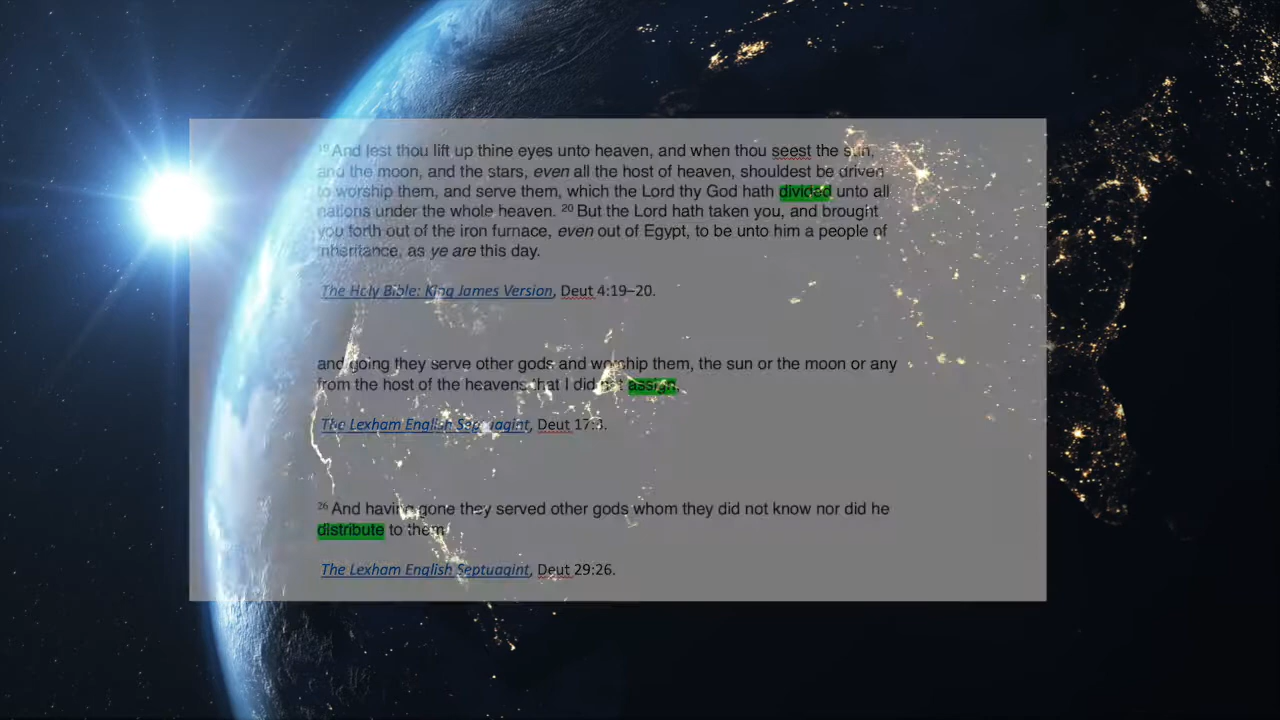 19 And lest thou lift up thine eyes unto heaven, and when thou seest the sun,
and the moon, and the stars, even all the host of heaven, shouldest be driven
to worship them, and serve them, which the Lord thy God hath divided unto all
nations under the whole heaven. 20 But the Lord hath taken you, and brought
you forth out of the iron furnace, even out of Egypt, to be unto him a people of
inheritance, as ye are this day.
The Holy Bible: King James Version, Deut 4:19–20.
and going they serve other gods and worship them, the sun or the moon or any
from the host of the heavens that I did not assign.
The Lexham English Septuagint, Deut 17:3.
26 And having gone they served other gods whom they did not know nor did he
distribute to them
The Lexham English Septuagint, Deut 29:26.